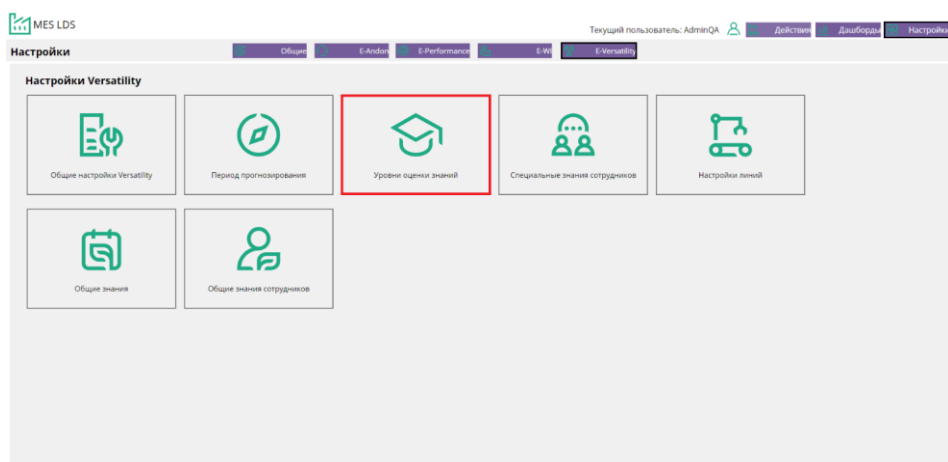 MES LDS
Текущий пользователь: AdminQA
Действия
Дашборды
Настройки
Настройки
Общие
E-Andon
E-Performance
E-WI
E-Versatility
Настройки Versatility
Общие настройки Versatility
Период прогнозирования
Уровни оценки знаний
Специальные знания сотрудников
Настройки линий
Общие знания
Общие знания сотрудников